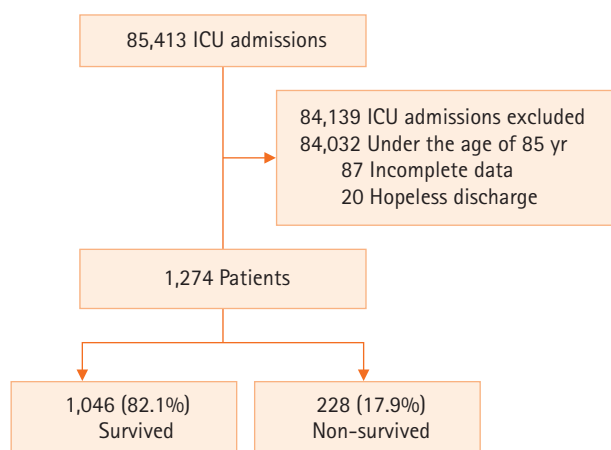 85,413 ICU admissions
84,139 ICU admissions excluded
84,032 Under the age of 85 yr
87 Incomplete data
20 Hopeless discharge
1,274 Patients
1,046 (82.1%)
Survived
228 (17.9%)
Non-survived